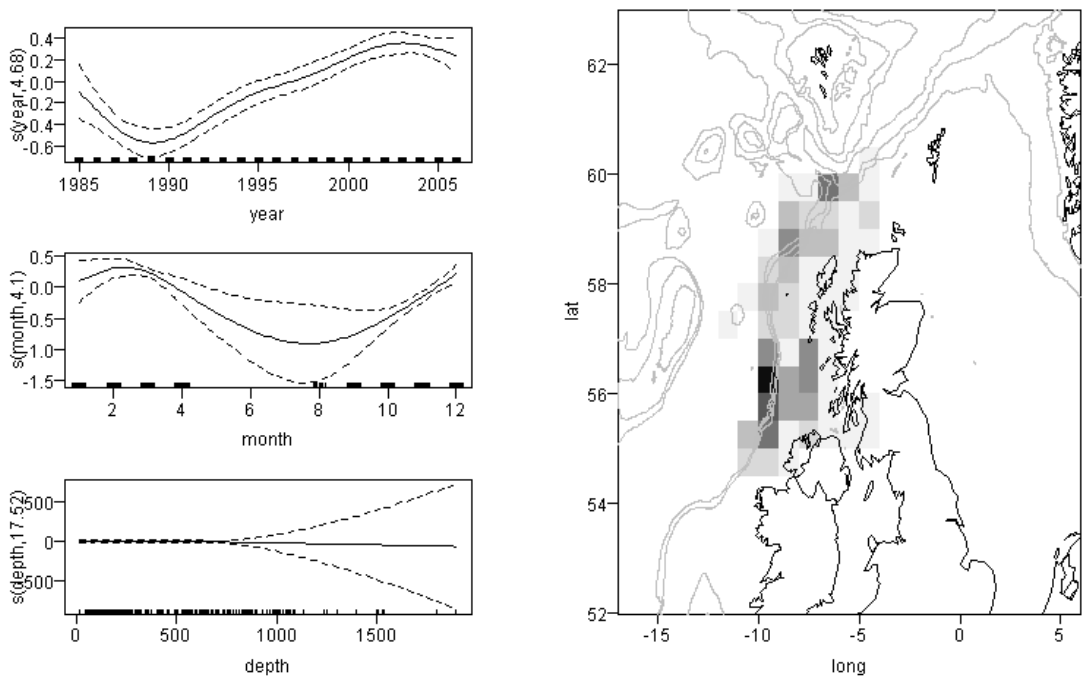 s(year,4.68)
0.4
0.2
0.0
-0.2
-0.4
-0.6
1985 1990 1995 2000 2005
year
s(month,4.1)
0.5
0.0
0.5
-1.0
-1.5
2 4 6 8 10 12
month
s(depth,17.52)
500
0
500
0 500 1000 1500
depth
lat
62
60
58
56
54
52
-15 -10 -5 0 5
long